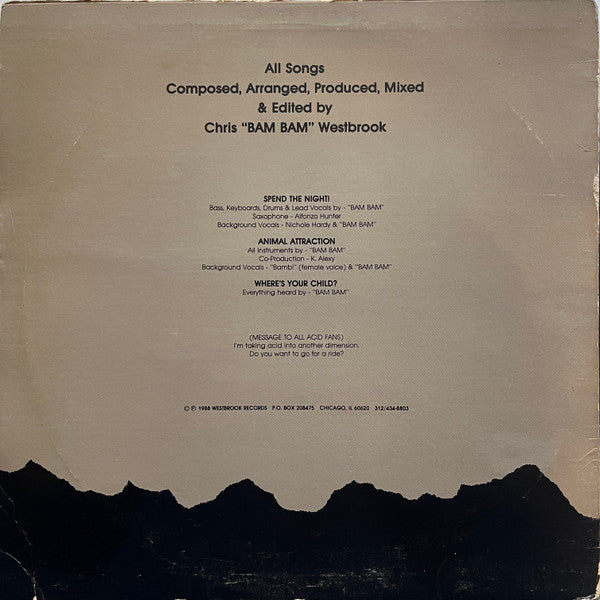 All Songs
Composed, Arranged, Produced, Mixed
& Edited by
Chris "BAM BAM" Westbrook
SPEND THE NIGHT!
Bass, Keyboards, Drums & Lead Vocals by - "BAM BAM"
Saxophone - Alfonzo Hunter
Background Vocals - Nichole Hardy & "BAM BAM"
ANIMAL ATTRACTION
All Instruments by - "BAM BAM"
Co-Production - K. Alexy
Background Vocals - "Bambi" (female voice) & "BAM BAM"
WHERE'S YOUR CHILD?
Everything heard by - "BAM BAM"
(MESSAGE TO ALL ACID FANS)
I'm taking acid into another dimension.
Do you want to go for a ride?
© ℗ 1988 WESTBROOK RECORDS P.O. BOX 208475 CHICAGO, IL 60620 312/434-8803